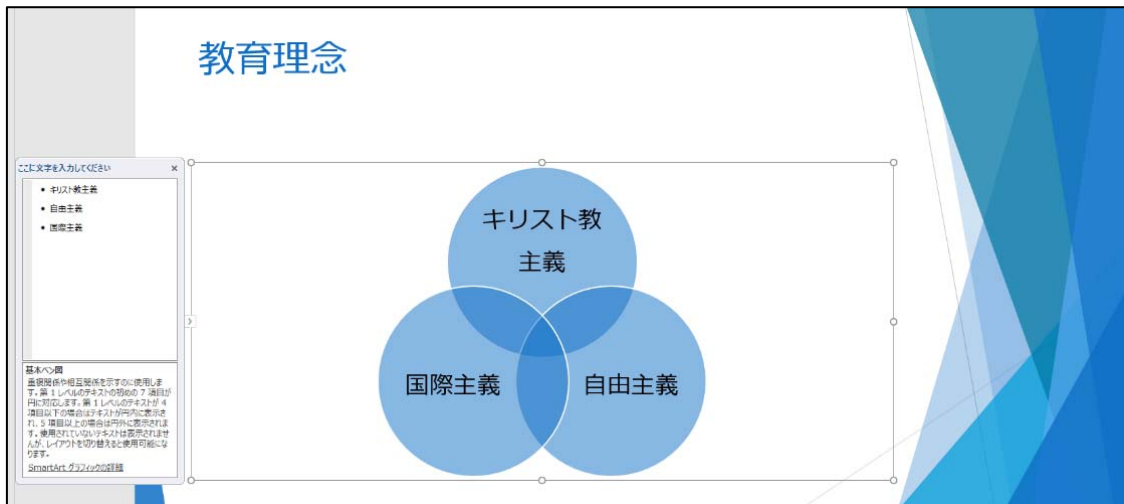 教育理念
ここに文字を入力してください
• キリスト教主義
• 自由主義
• 国際主義
基本ベン図
重複関係や相互関係を示すのに使用しま
す。第 1 レベルのテキストの初めの 7 項目が
円に対応します。第 1 レベルのテキストが 4
項目以下の場合はテキストが円内に表示さ
れ、5 項目以上の場合は円外に表示されま
す。使用されていないテキストは表示されませ
んが、レイアウトを切り替えると使用可能にな
ります。
SmartArt グラフィックの詳細
キリスト教
主義
国際主義
自由主義